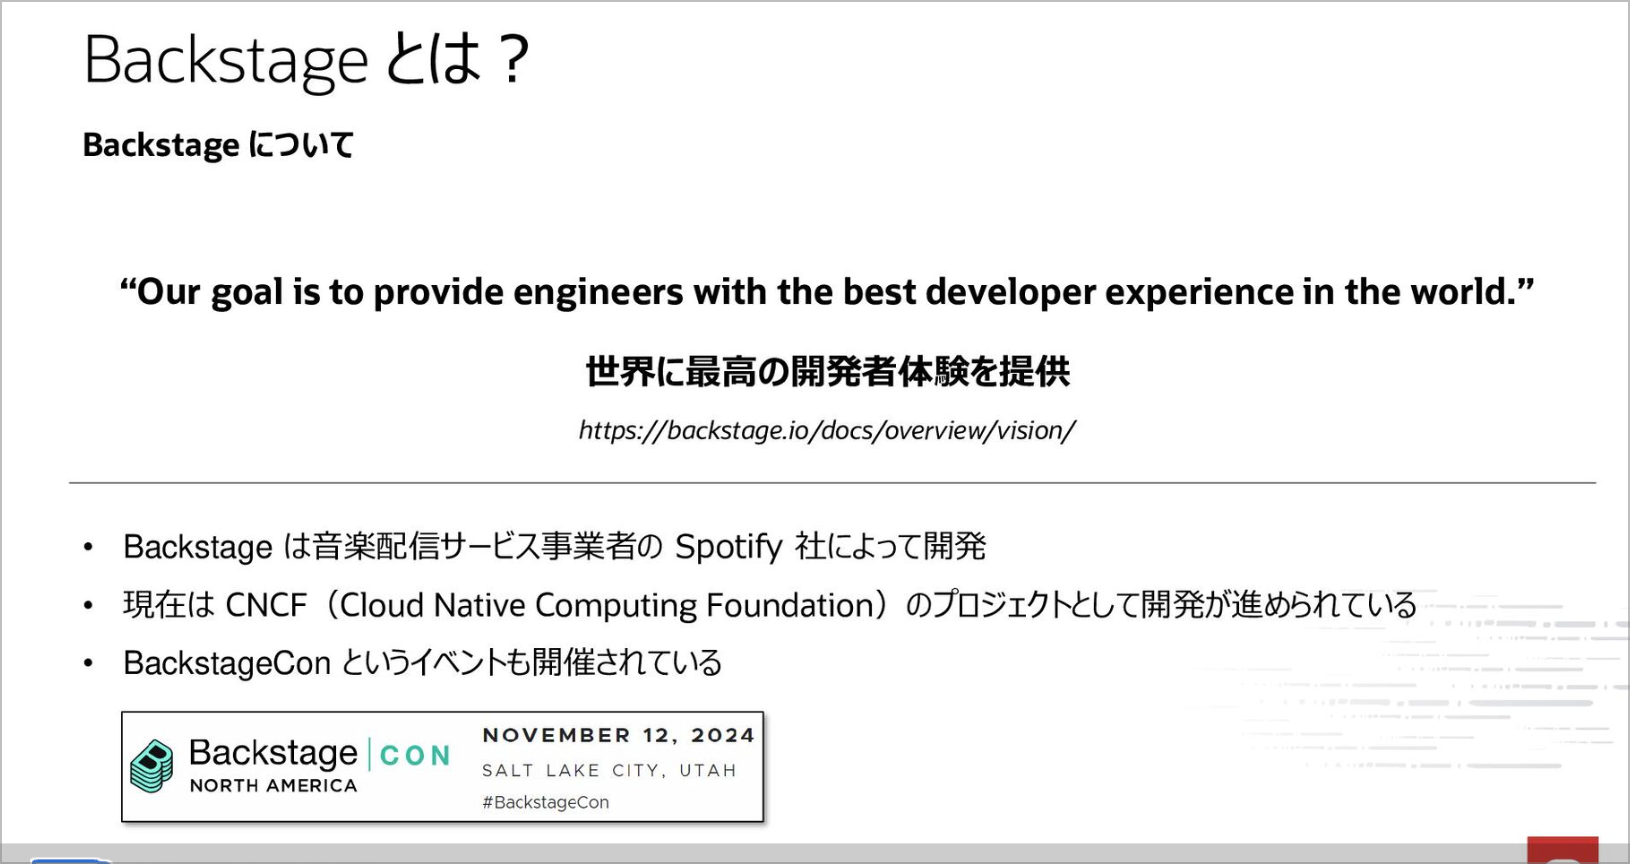 Backstage とは？
Backstage について
“Our goal is to provide engineers with the best developer experience in the world.”
世界に最高の開発者体験を提供
https://backstage.io/docs/overview/vision/
• Backstage は音楽配信サービス事業者の Spotify 社によって開発
• 現在は CNCF（Cloud Native Computing Foundation）のプロジェクトとして開発が進められている
• BackstageCon というイベントも開催されている
Backstage | CON
NORTH AMERICA
NOVEMBER 12, 2024
SALT LAKE CITY, UTAH
#BackstageCon